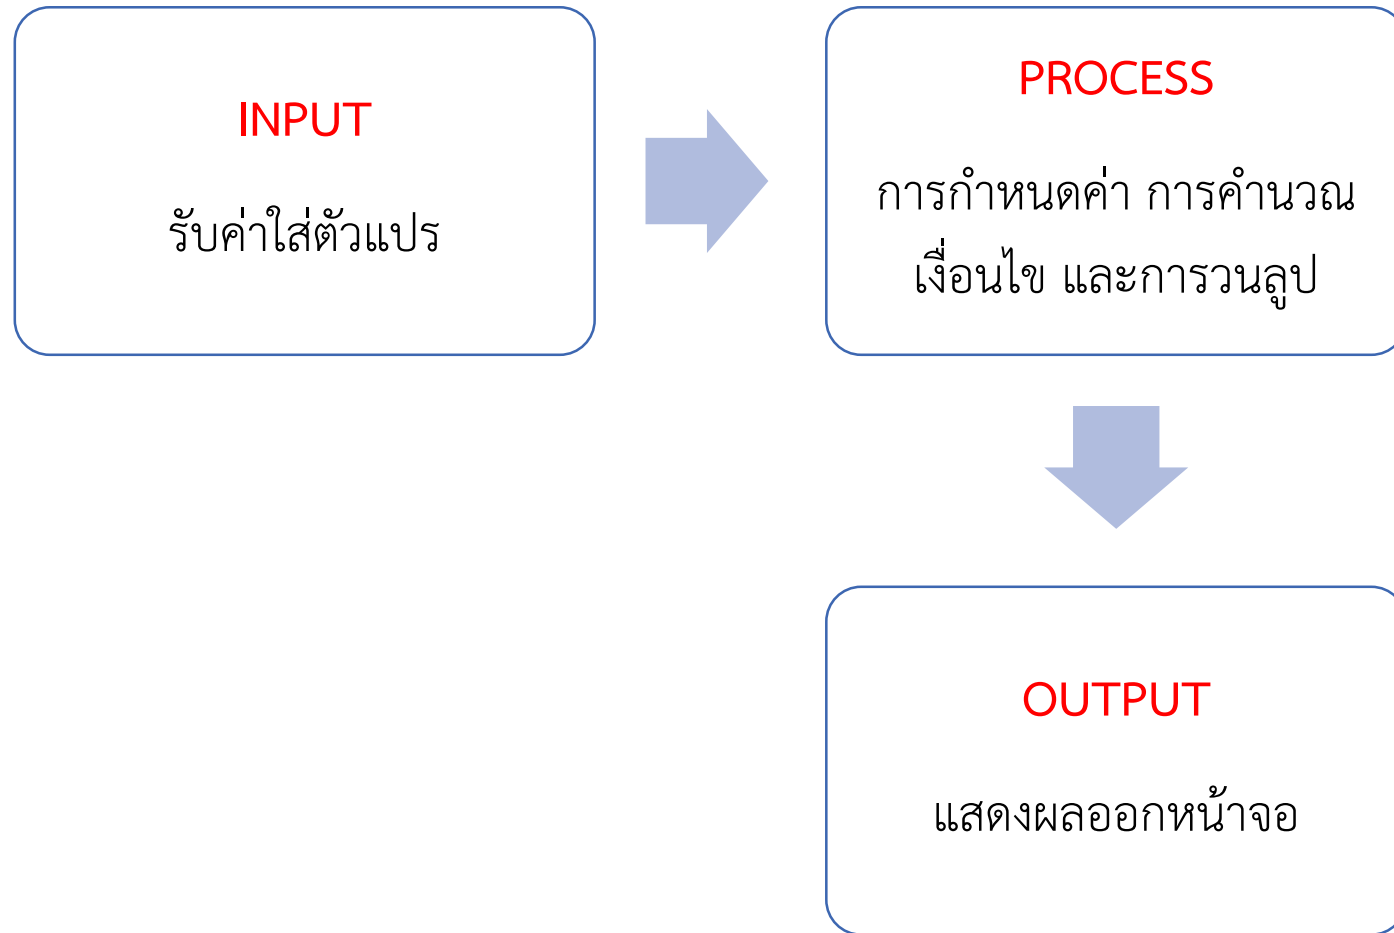 INPUT
รับค่าใส่ตัวแปร
PROCESS
การกำหนดค่า การคำนวณ
เงื่อนไข และการวนลูป
OUTPUT
แสดงผลออกหน้าจอ